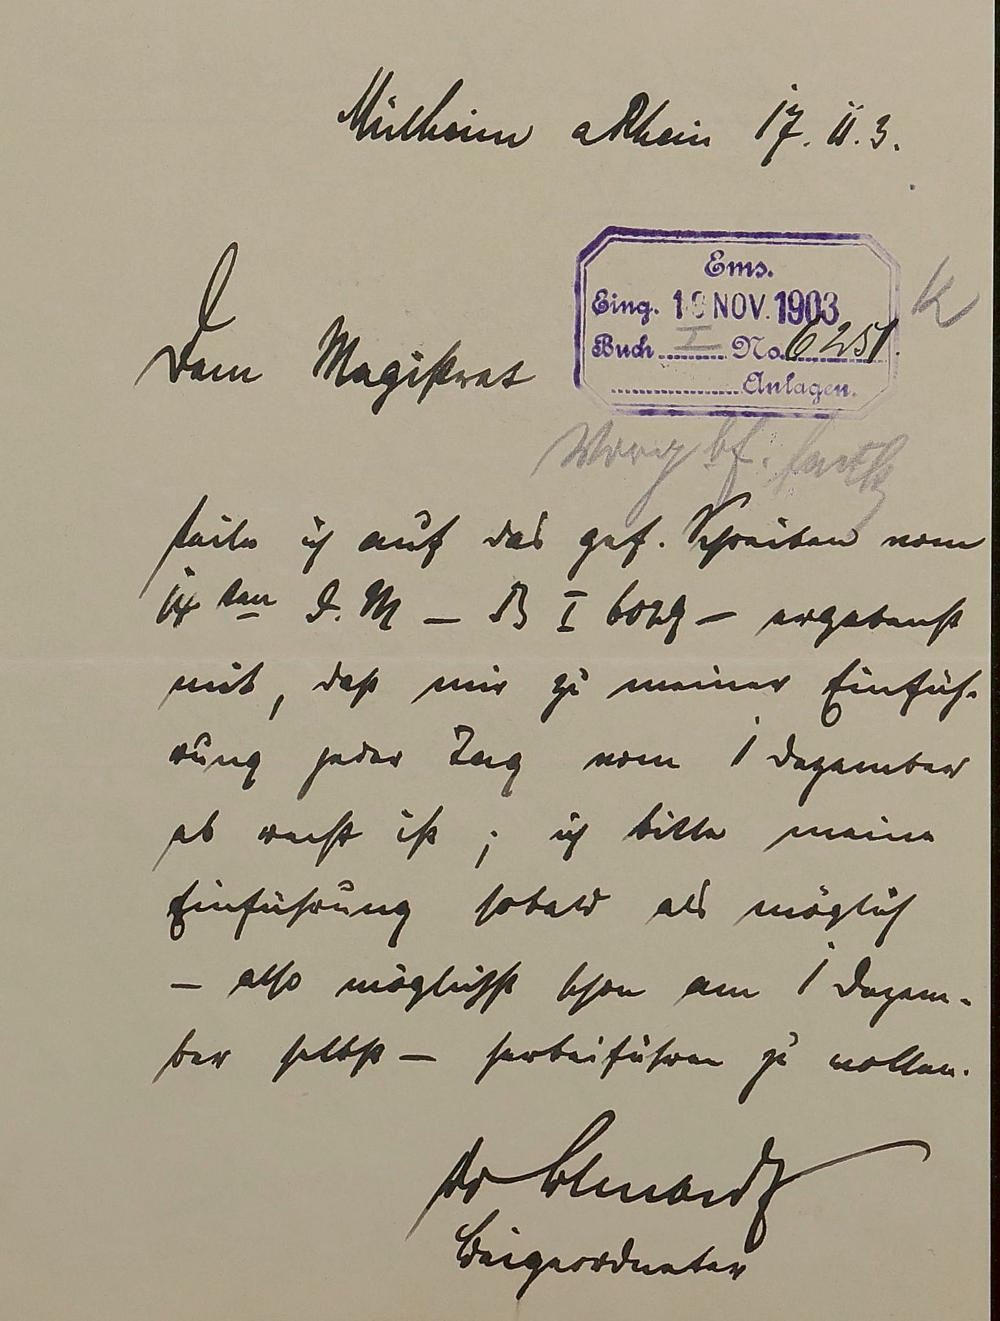 Mülheim a Rhein 17. 11. 3.
Ems.
Eing. 19 NOV. 1903
Buch I No. 6251.
Anlagen.
K
Dem Magistrat
teile ich auf das gef. Schreiben vom
14 ten d. M – B I 6029 – ergebenst
mit, daß mir zu meiner Einfüh-
rung jeder Tag vom 1 Dezember
ab recht ist; ich bitte meine
Einführung sobald als möglich
– also möglichst schon am 1 Dezem-
ber selbst – herbeiführen zu wollen.
Dr
Beigeordneter